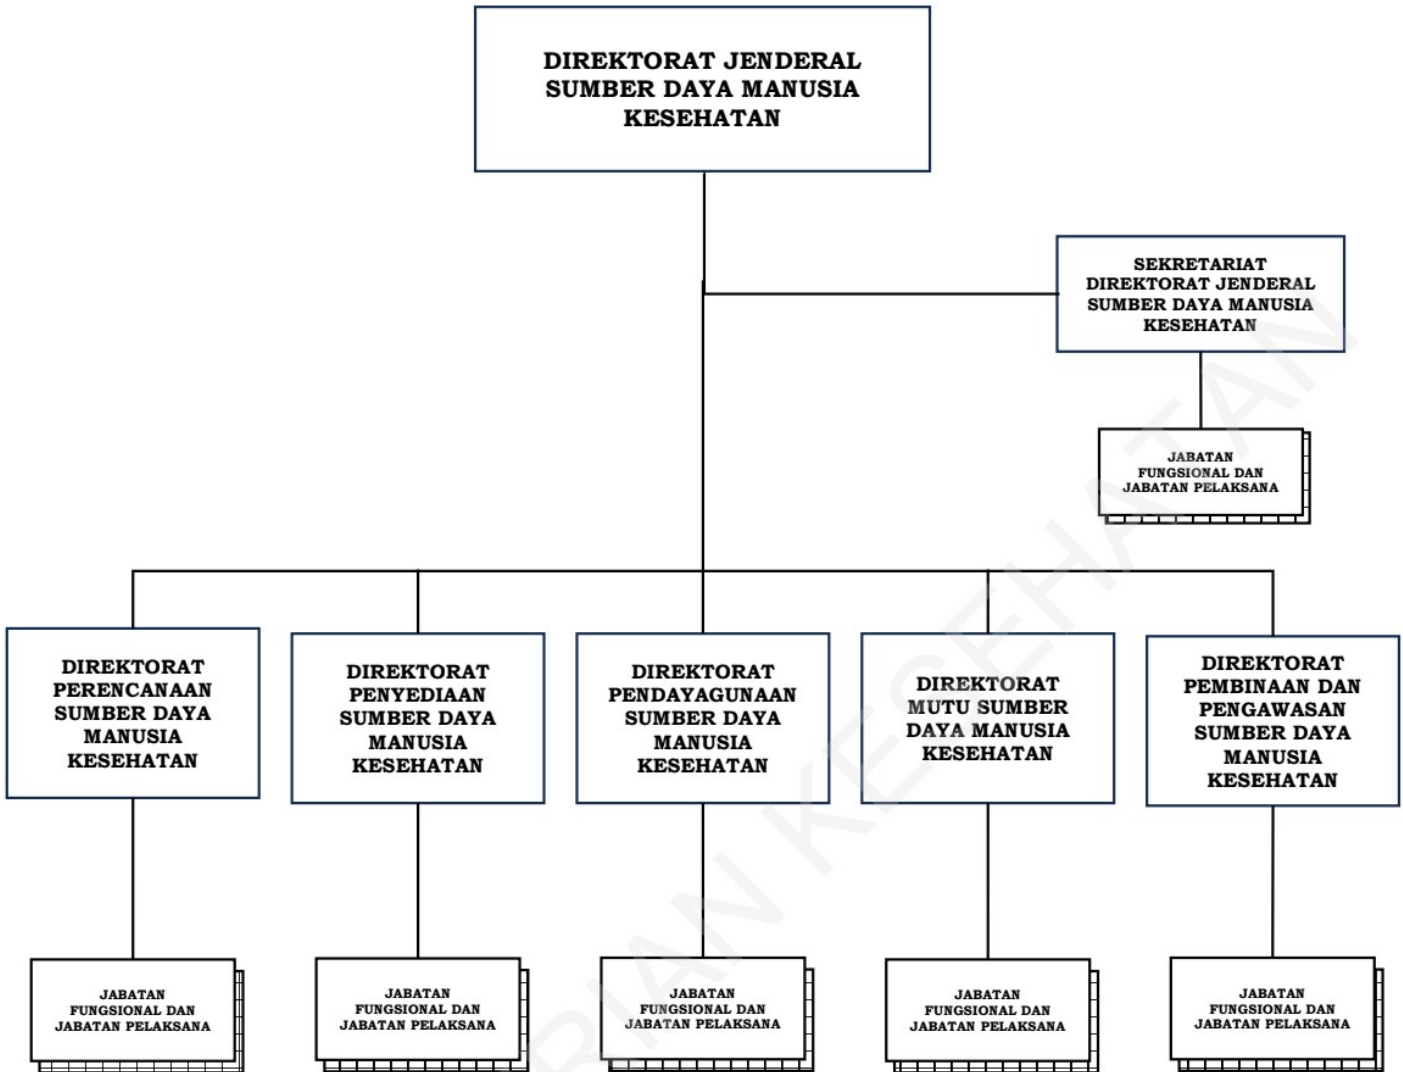 DIREKTORAT JENDERAL
SUMBER DAYA MANUSIA
KESEHATAN
SEKRETARIAT
DIREKTORAT JENDERAL
SUMBER DAYA MANUSIA
KESEHATAN
JABATAN
FUNGSIONAL DAN
JABATAN PELAKSANA
DIREKTORAT
PERENCANAAN
SUMBER DAYA
MANUSIA
KESEHATAN
DIREKTORAT
PENYEDIAAN
SUMBER DAYA
MANUSIA
KESEHATAN
DIREKTORAT
PENDAYAGUNAAN
SUMBER DAYA
MANUSIA
KESEHATAN
DIREKTORAT
MUTU SUMBER
DAYA MANUSIA
KESEHATAN
DIREKTORAT
PEMBINAAN DAN
PENGAWASAN
SUMBER DAYA
MANUSIA
KESEHATAN
JABATAN
FUNGSIONAL DAN
JABATAN PELAKSANA
JABATAN
FUNGSIONAL DAN
JABATAN PELAKSANA
JABATAN
FUNGSIONAL DAN
JABATAN PELAKSANA
JABATAN
FUNGSIONAL DAN
JABATAN PELAKSANA
JABATAN
FUNGSIONAL DAN
JABATAN PELAKSANA
RIAN KESEHATAN